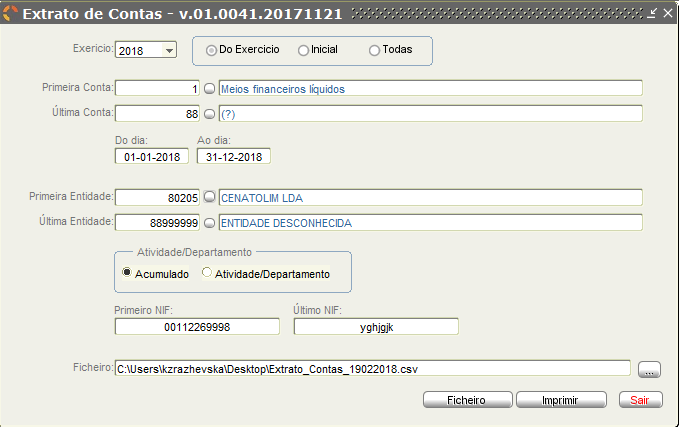 Extrato de Contas - v.01.0041.20171121
Exercicio: 2018 Do Exercicio Inicial Todas
Primeira Conta: 1 Meios financeiros líquidos
Última Conta: 88 (?)
Do dia: Ao dia:
01-01-2018 31-12-2018
Primeira Entidade: 80205 CENATOLIM LDA
Última Entidade: 88999999 ENTIDADE DESCONHECIDA
Atividade/Departamento
Acumulado Atividade/Departamento
Primeiro NIF: Último NIF:
00112269998 yghjgjk
Ficheiro: C:\Users\kzrazhevska\Desktop\Extrato_Contas_19022018.csv ...
Ficheiro Imprimir Sair